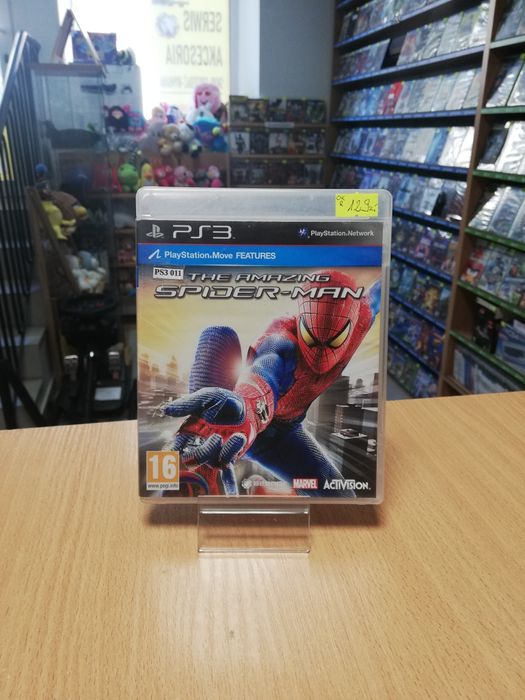 SERWIS
AKCESORIA
PS3
PlayStation®Network
129zł
PlayStation®Move FEATURES
PS3 011
THE AMAZING
SPIDER-MAN
16
www.pegi.info
MARVEL
ACTIVISION